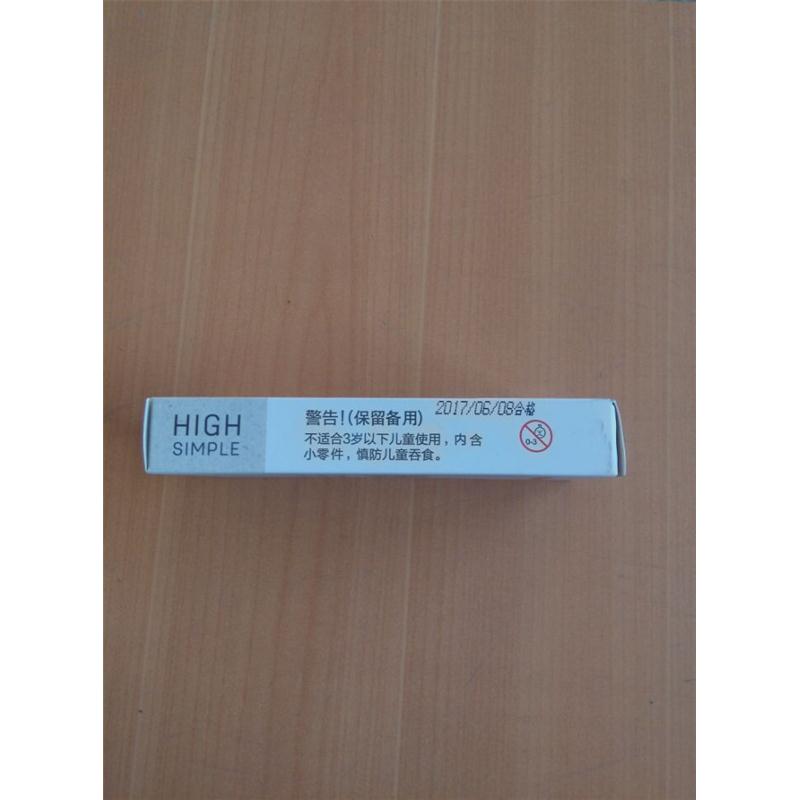 HIGH
SIMPLE
警告!(保留备用)
2017/06/08合格
不适合3岁以下儿童使用，内含
小零件，慎防儿童吞食。
0-3